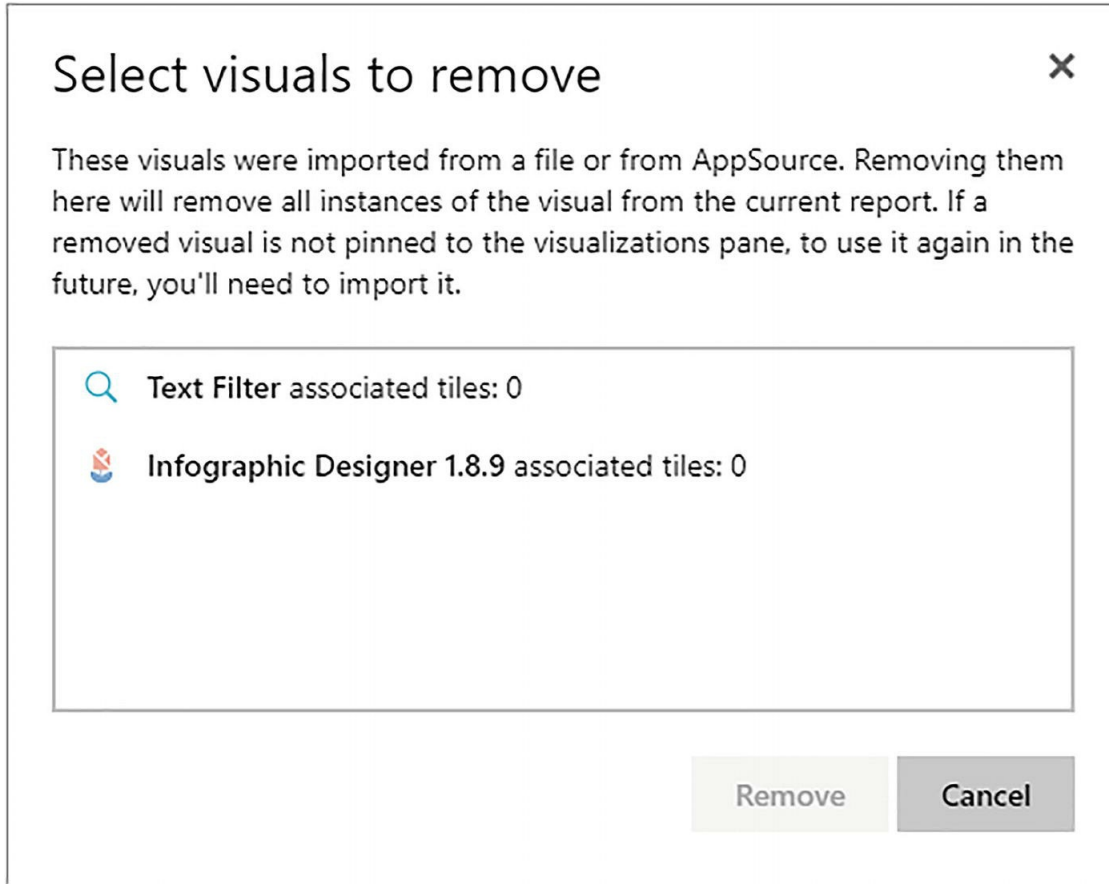 Select visuals to remove
These visuals were imported from a file or from AppSource. Removing them
here will remove all instances of the visual from the current report. If a
removed visual is not pinned to the visualizations pane, to use it again in the
future, you'll need to import it.
Text Filter associated tiles: 0
Infographic Designer 1.8.9 associated tiles: 0
Remove Cancel